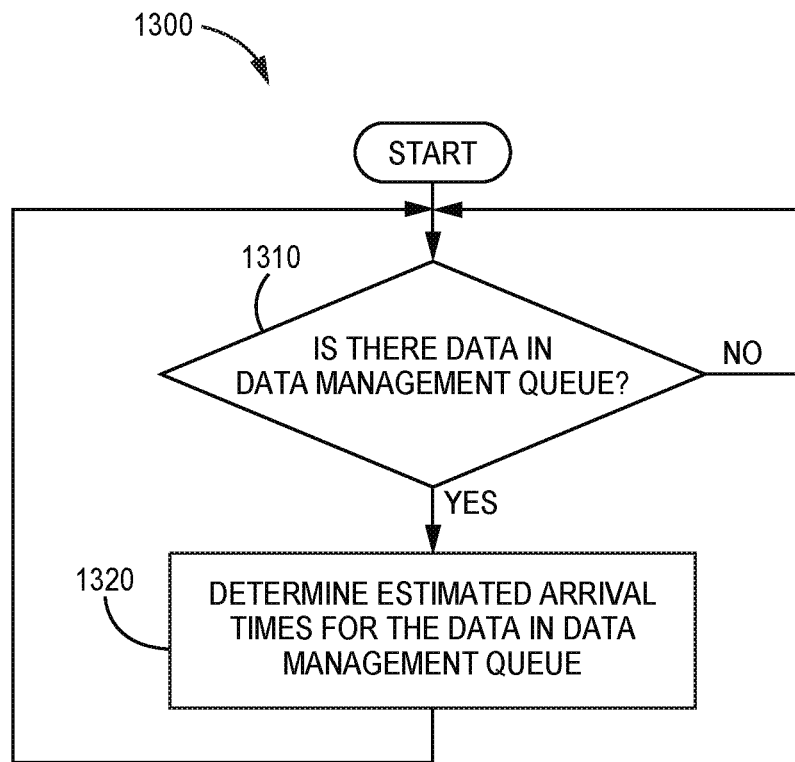 1300
START
1310
IS THERE DATA IN
DATA MANAGEMENT QUEUE?
NO
YES
1320
DETERMINE ESTIMATED ARRIVAL
TIMES FOR THE DATA IN DATA
MANAGEMENT QUEUE